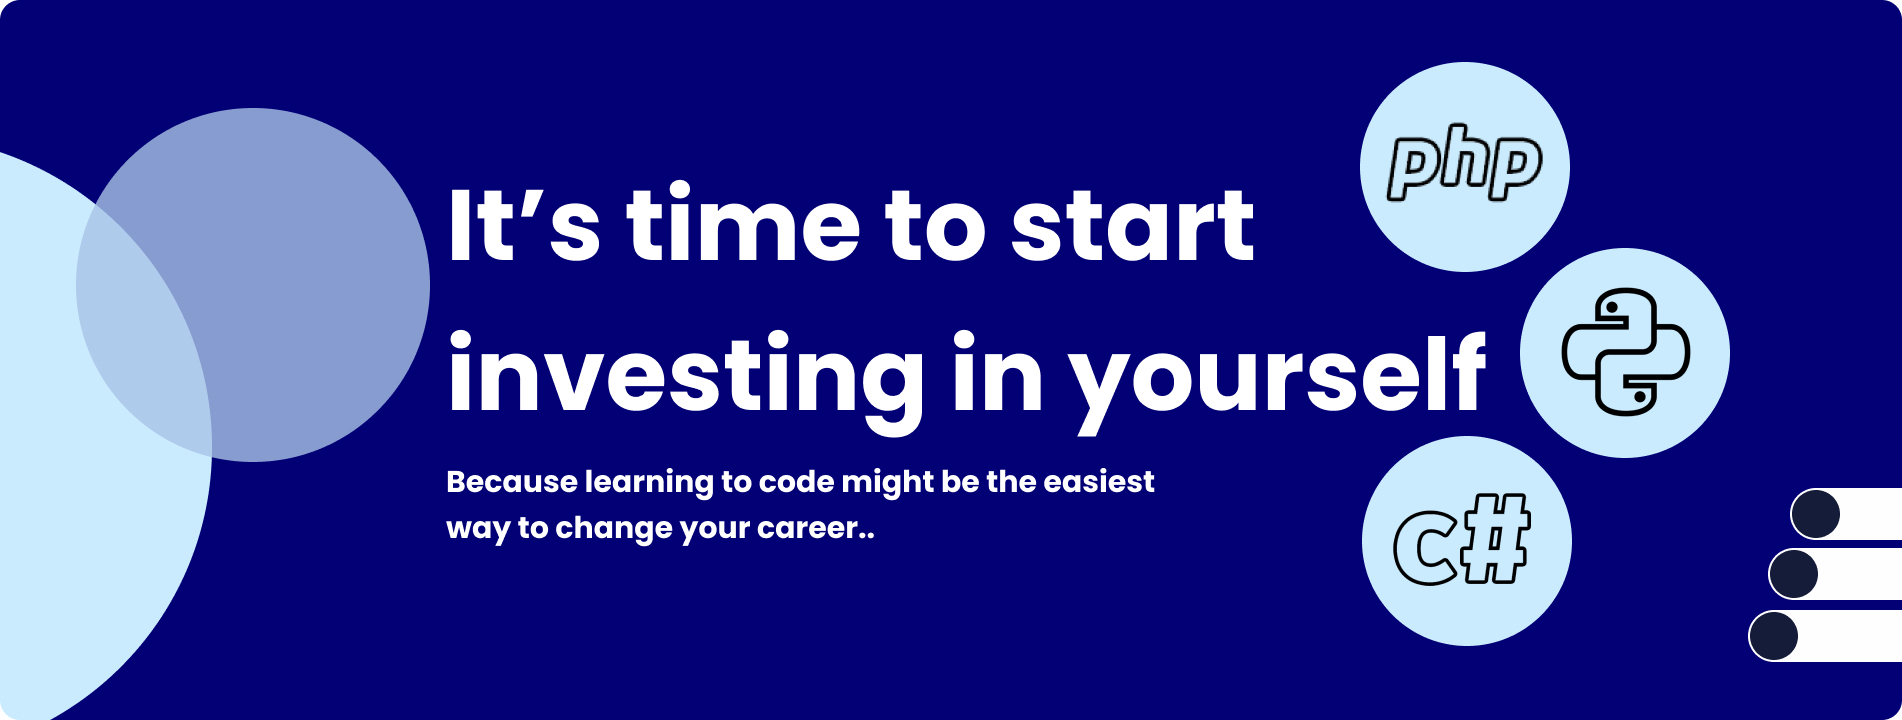 It’s time to start
investing in yourself
Because learning to code might be the easiest
way to change your career..
php
c#